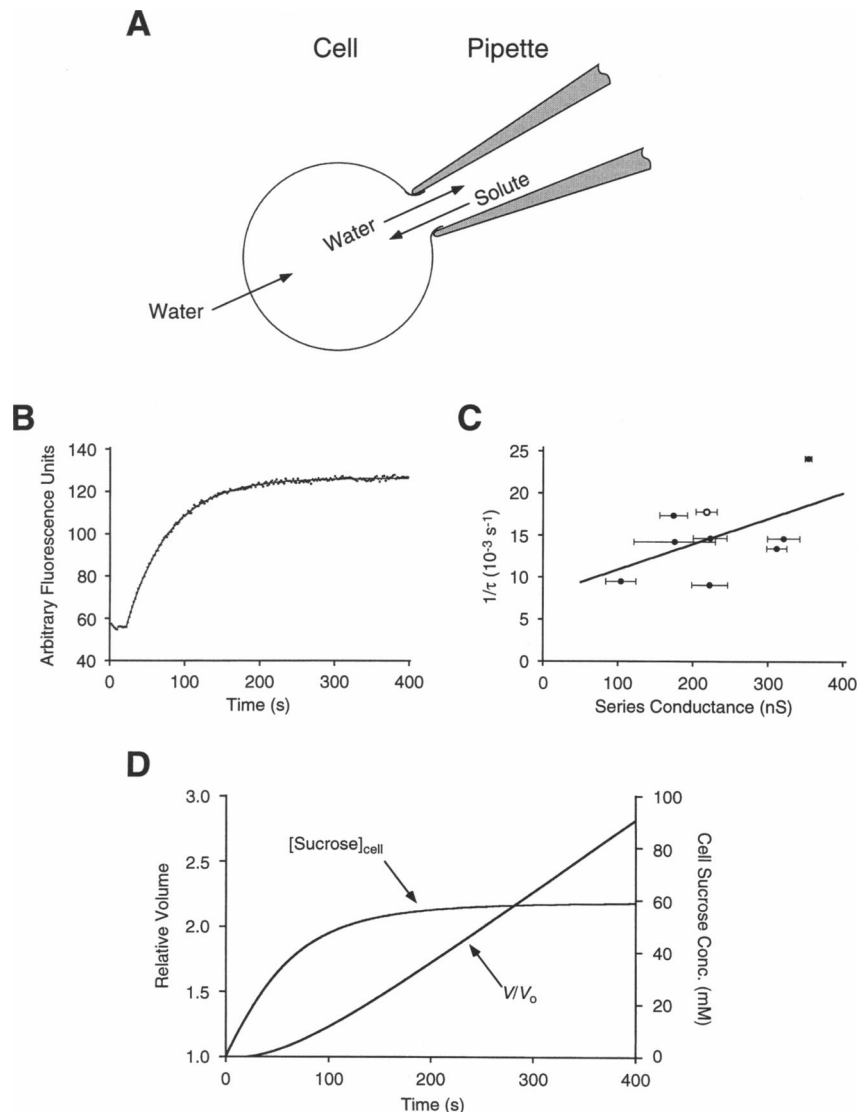 A
Cell Pipette
Water
Solute
Water
B
Arbitrary Fluorescence Units
140
120
100
80
60
40
0 100 200 300 400
Time (s)
C
1/τ (10⁻³ s⁻¹)
25
20
15
10
5
0
0 100 200 300 400
Series Conductance (nS)
D
Relative Volume
3.0
2.5
2.0
1.5
1.0
[Sucrose]cell
V/Vo
100
80
60
40
20
0
Cell Sucrose Conc. (mM)
0 100 200 300 400
Time (s)